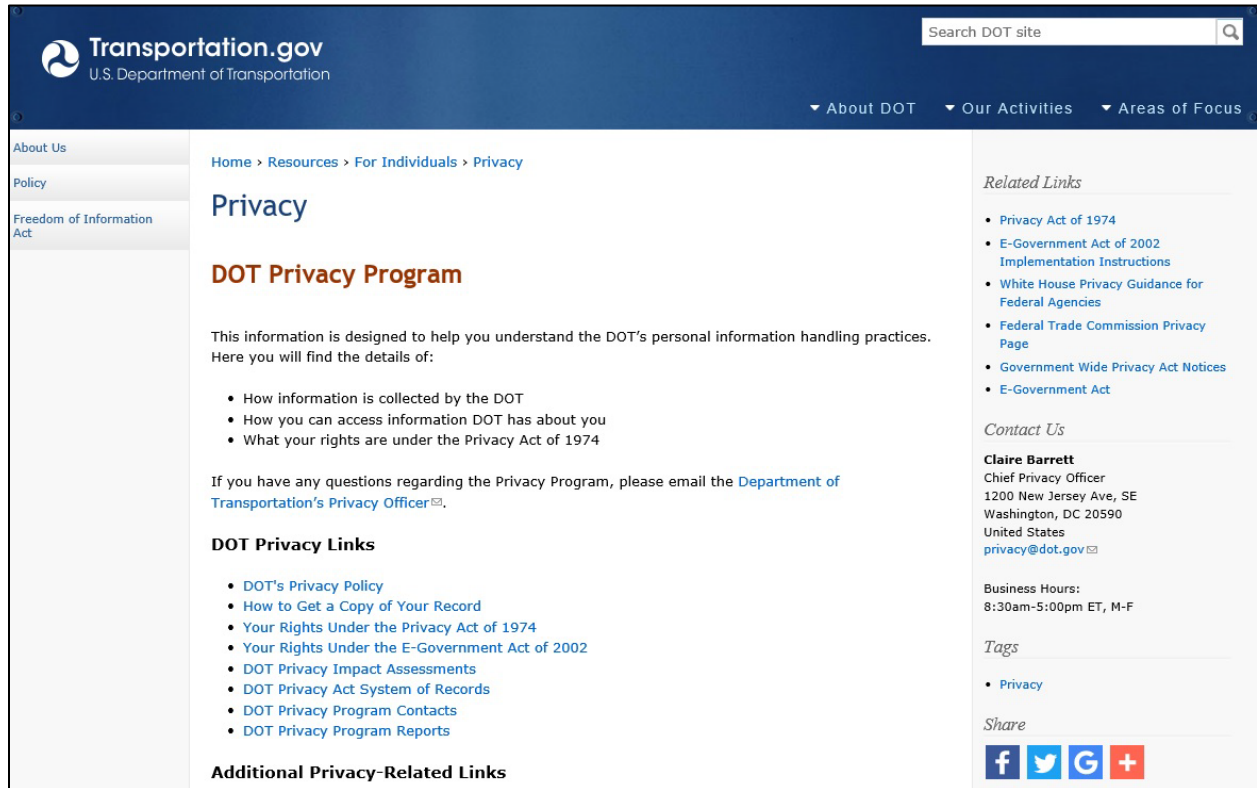 Transportation.gov
U.S. Department of Transportation
Search DOT site
About DOT
Our Activities
Areas of Focus
About Us
Policy
Freedom of Information
Act
Home › Resources › For Individuals › Privacy
Privacy
DOT Privacy Program
This information is designed to help you understand the DOT’s personal information handling practices.
Here you will find the details of:
• How information is collected by the DOT
• How you can access information DOT has about you
• What your rights are under the Privacy Act of 1974
If you have any questions regarding the Privacy Program, please email the Department of
Transportation’s Privacy Officer.
DOT Privacy Links
• DOT's Privacy Policy
• How to Get a Copy of Your Record
• Your Rights Under the Privacy Act of 1974
• Your Rights Under the E-Government Act of 2002
• DOT Privacy Impact Assessments
• DOT Privacy Act System of Records
• DOT Privacy Program Contacts
• DOT Privacy Program Reports
Additional Privacy-Related Links
Related Links
• Privacy Act of 1974
• E-Government Act of 2002
Implementation Instructions
• White House Privacy Guidance for
Federal Agencies
• Federal Trade Commission Privacy
Page
• Government Wide Privacy Act Notices
• E-Government Act
Contact Us
Claire Barrett
Chief Privacy Officer
1200 New Jersey Ave, SE
Washington, DC 20590
United States
privacy@dot.gov
Business Hours:
8:30am-5:00pm ET, M-F
Tags
• Privacy
Share
f
G
+